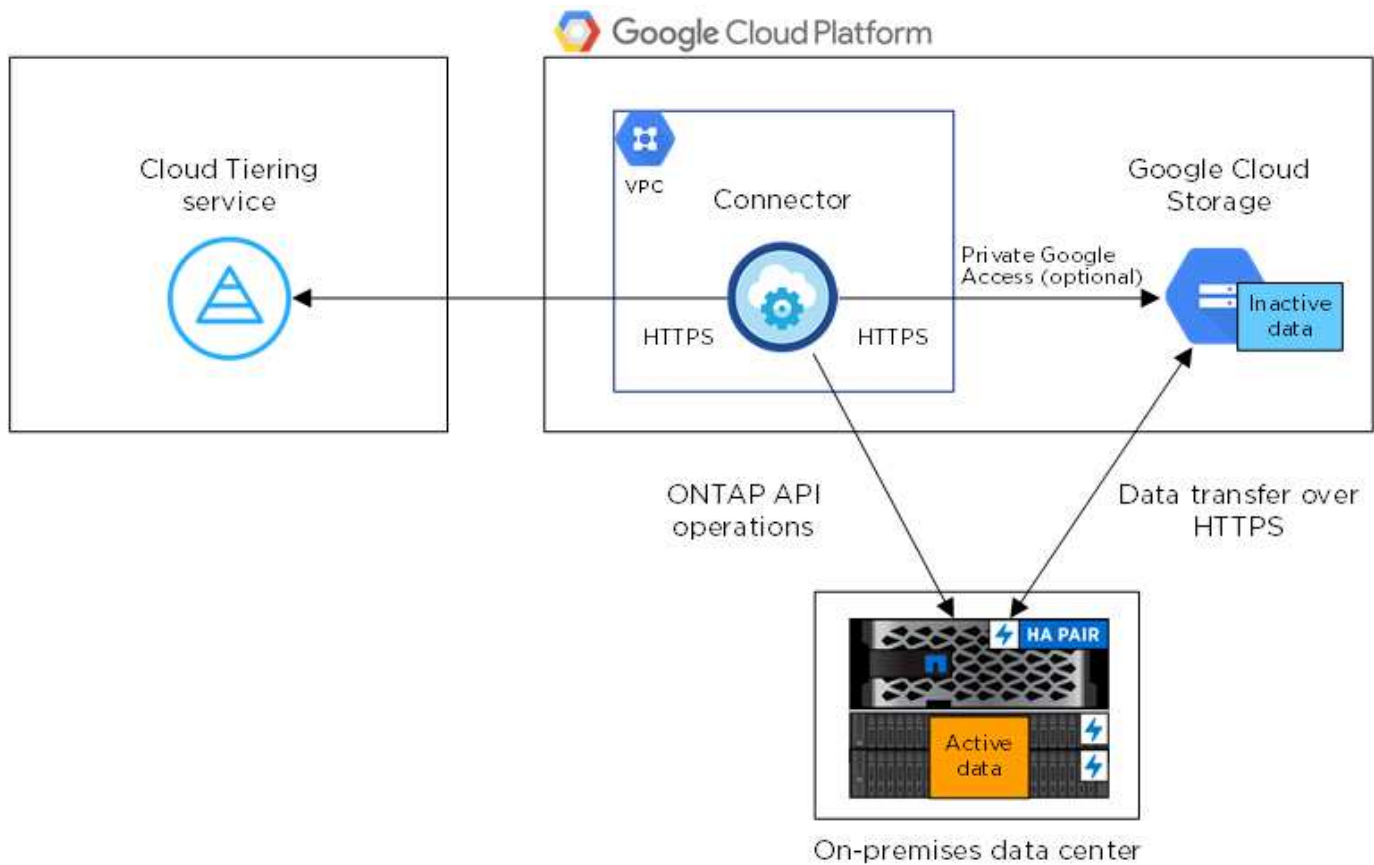 Google Cloud Platform
Cloud Tiering
service
VPC
Connector
Google Cloud
Storage
Private Google
Access (optional)
HTTPS
HTTPS
Inactive
data
ONTAP API
operations
Data transfer over
HTTPS
HA PAIR
Active
data
On-premises data center